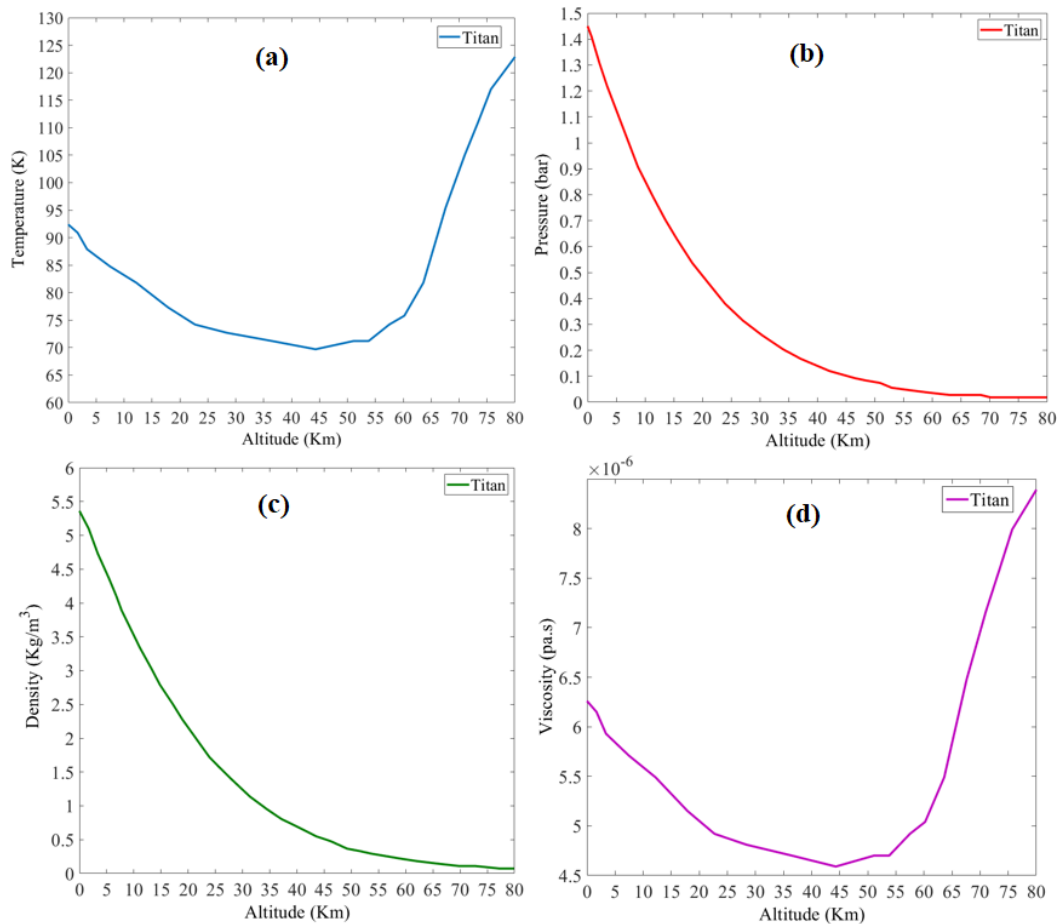 130
125
120
115
110
105
100
95
90
85
80
75
70
65
60
Temperature (K)
(a)
Titan
0 5 10 15 20 25 30 35 40 45 50 55 60 65 70 75 80
Altitude (Km)
1.5
1.4
1.3
1.2
1.1
1
0.9
0.8
0.7
0.6
0.5
0.4
0.3
0.2
0.1
0
Pressure (bar)
(b)
Titan
0 5 10 15 20 25 30 35 40 45 50 55 60 65 70 75 80
Altitude (Km)
6
5.5
5
4.5
4
3.5
3
2.5
2
1.5
1
0.5
0
Density (Kg/m³)
(c)
Titan
0 5 10 15 20 25 30 35 40 45 50 55 60 65 70 75 80
Altitude (Km)
×10⁻⁶
8
7.5
7
6.5
6
5.5
5
4.5
Viscosity (pa.s)
(d)
Titan
0 5 10 15 20 25 30 35 40 45 50 55 60 65 70 75 80
Altitude (Km)